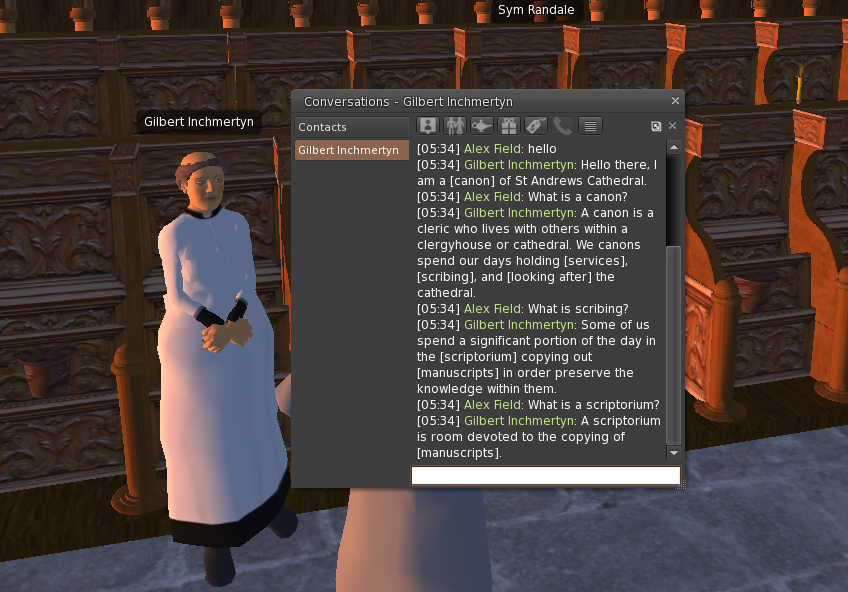 Sym Randale
Conversations - Gilbert Inchmertyn
Gilbert Inchmertyn
Contacts
Gilbert Inchmertyn
[05:34] Alex Field: hello
[05:34] Gilbert Inchmertyn: Hello there, I
am a [canon] of St Andrews Cathedral.
[05:34] Alex Field: What is a canon?
[05:34] Gilbert Inchmertyn: A canon is a
cleric who lives with others within a
clergyhouse or cathedral. We canons
spend our days holding [services],
[scribing], and [looking after] the
cathedral.
[05:34] Alex Field: What is scribing?
[05:34] Gilbert Inchmertyn: Some of us
spend a significant portion of the day in
the [scriptorium] copying out
[manuscripts] in order preserve the
knowledge within them.
[05:34] Alex Field: What is a scriptorium?
[05:34] Gilbert Inchmertyn: A scriptorium
is room devoted to the copying of
[manuscripts].